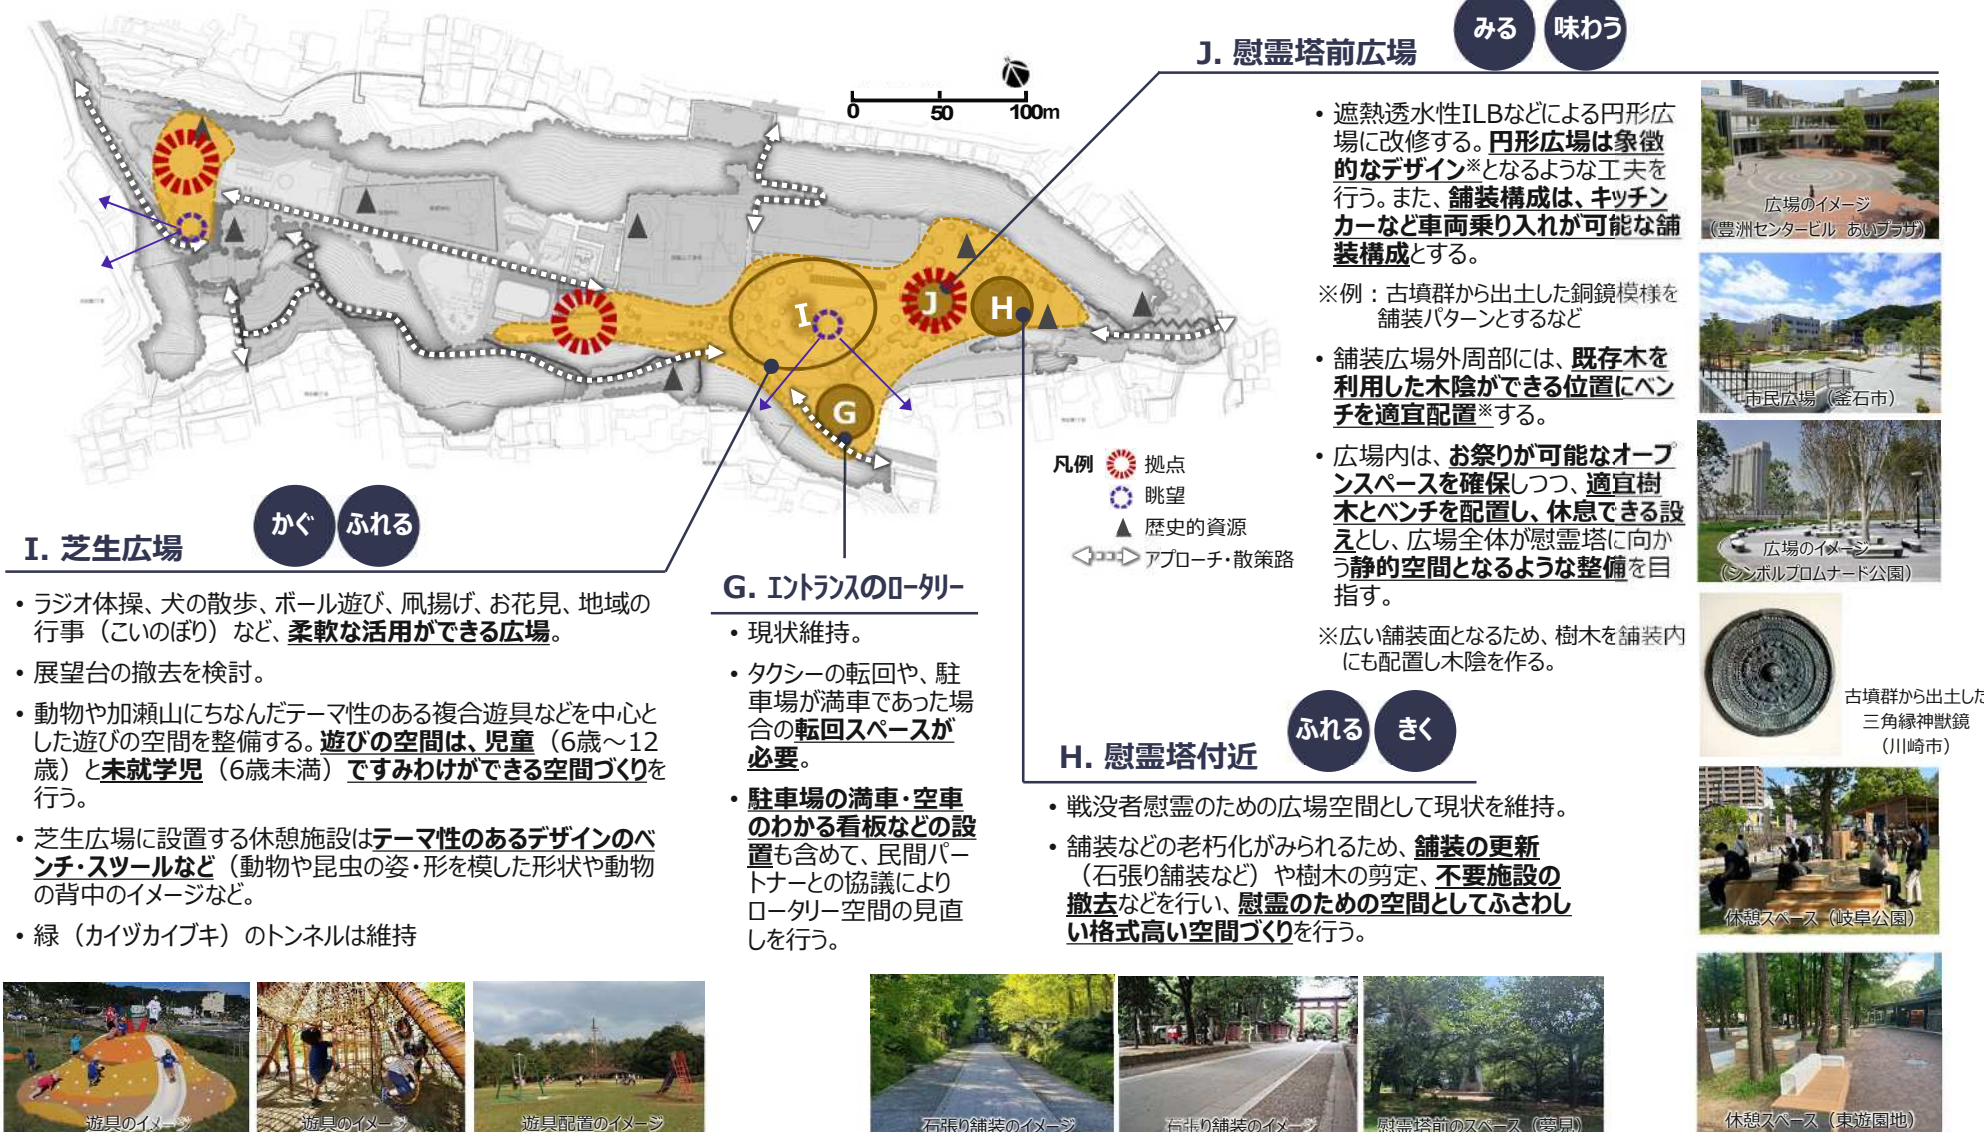 J. 慰霊塔前広場
みる
味わう
0 50 100m
・遮熱透水性ILBなどによる円形広
場に改修する。円形広場は象徴
的なデザイン※となるような工夫を
行う。また、舗装構成は、キッチン
カーなど車両乗り入れが可能な舗
装構成とする。
※例：古墳群から出土した銅鏡模様を
舗装パターンとするなど
・舗装広場外周部には、既存木を
利用した木陰ができる位置にベン
チを適宜配置※する。
・広場内は、お祭りが可能なオープ
ンスペースを確保しつつ、適宜樹
木とベンチを配置し、休息できる設
えとし、広場全体が慰霊塔に向か
う静的空間となるような整備を目
指す。
※広い舗装面となるため、樹木を舗装内
にも配置し木陰を作る。
広場のイメージ
（豊洲センタービル あいプラザ）
市民広場（釜石市）
広場のイメージ
（シンボルプロムナード公園）
古墳群から出土した
三角縁神獣鏡
（川崎市）
休憩スペース（岐阜公園）
休憩スペース（東遊園地）
I
J
H
G
凡例
拠点
眺望
歴史的資源
アプローチ・散策路
I. 芝生広場
かぐ
ふれる
・ラジオ体操、犬の散歩、ボール遊び、凧揚げ、お花見、地域の
行事（こいのぼり）など、柔軟な活用ができる広場。
・展望台の撤去を検討。
・動物や加瀬山にちなんだテーマ性のある複合遊具などを中心と
した遊びの空間を整備する。遊びの空間は、児童（6歳～12
歳）と未就学児（6歳未満）ですみわけができる空間づくりを
行う。
・芝生広場に設置する休憩施設はテーマ性のあるデザインのベ
ンチ・スツールなど（動物や昆虫の姿・形を模した形状や動物
の背中のイメージなど。
・緑（カイヅカイブキ）のトンネルは維持
遊具のイメージ
遊具のイメージ
遊具配置のイメージ
G. エントランスのロータリー
・現状維持。
・タクシーの転回や、駐
車場が満車であった場
合の転回スペースが
必要。
・駐車場の満車・空車
のわかる看板などの設
置も含めて、民間パー
トナーとの協議により
ロータリー空間の見直
しを行う。
H. 慰霊塔付近
ふれる
きく
・戦没者慰霊のための広場空間として現状を維持。
・舗装などの老朽化がみられるため、舗装の更新
（石張り舗装など）や樹木の剪定、不要施設の
撤去などを行い、慰霊のための空間としてふさわし
い格式高い空間づくりを行う。
石張り舗装のイメージ
石張り舗装のイメージ
慰霊塔前のスペース（夢見）